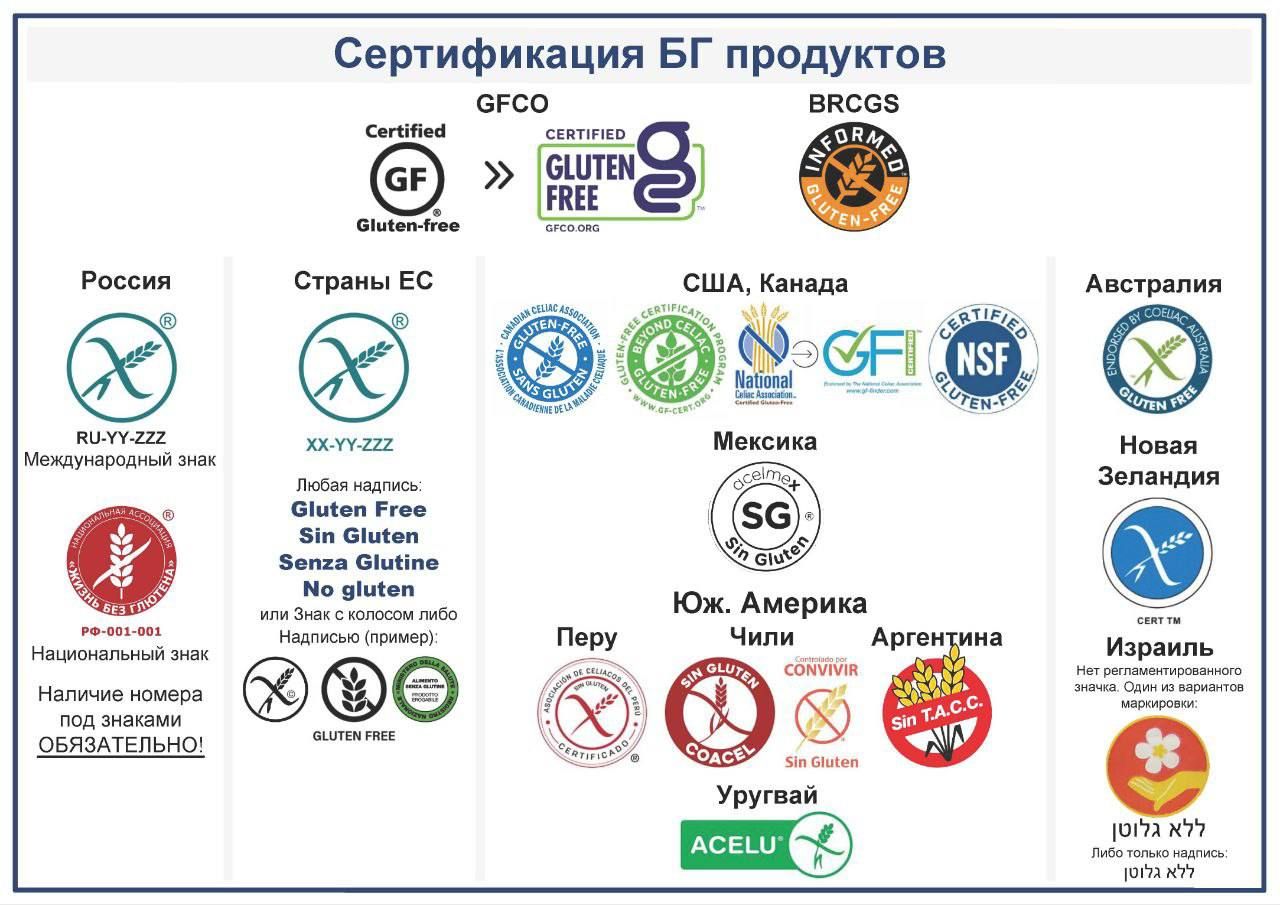 Сертификация БГ продуктов
GFCO
Certified
GF
®
Gluten-free
»
CERTIFIED
GLUTEN
FREE
g
™
GFCO.ORG
BRCGS
INFORMED
GLUTEN-FREE
Россия
®
RU-YY-ZZZ
Международный знак
НАЦИОНАЛЬНАЯ АССОЦИАЦИЯ
®
«ЖИЗНЬ БЕЗ ГЛЮТЕНА»
РФ-001-001
Национальный знак
Наличие номера
под знаками
ОБЯЗАТЕЛЬНО!
Страны ЕС
®
XX-YY-ZZZ
Любая надпись:
Gluten Free
Sin Gluten
Senza Glutine
No gluten
или Знак с колосом либо
Надписью (пример):
©
GLUTEN FREE
MINISTERO DELLA SALUTE
ALIMENTO
SENZA GLUTINE
PRODOTTO
EROGABILE
REGISTRO NAZIONALE
США, Канада
CANADIAN CELIAC ASSOCIATION
GLUTEN-FREE
SANS GLUTEN
L'ASSOCIATION CANADIENNE DE LA MALADIE CŒLIAQUE
GLUTEN-FREE CERTIFICATION PROGRAM
BEYOND CELIAC
GLUTEN-FREE
WWW.GF-CERT.ORG
National
Celiac Association
Certified Gluten-Free
GF
CERTIFIED
Endorsed by The National Celiac Association
www.gf-finder.com
CERTIFIED
NSF
GLUTEN-FREE
Мексика
acelmex
SG
®
Sin Gluten
Юж. Америка
Перу
ASOCIACIÓN DE CELIACOS DEL PERÚ
SIN GLUTEN
CERTIFICADO
®
Чили
SIN GLUTEN
COACEL
Controlado por
CONVIVIR
Sin Gluten
Аргентина
Sin T.A.C.C.
Уругвай
ACELU®
Австралия
ENDORSED BY COELIAC AUSTRALIA
GLUTEN FREE
Новая
Зеландия
CERT TM
Израиль
Нет регламентированного
значка. Один из вариантов
маркировки:
ללא גלוטן
Либо только надпись:
ללא גלוטן